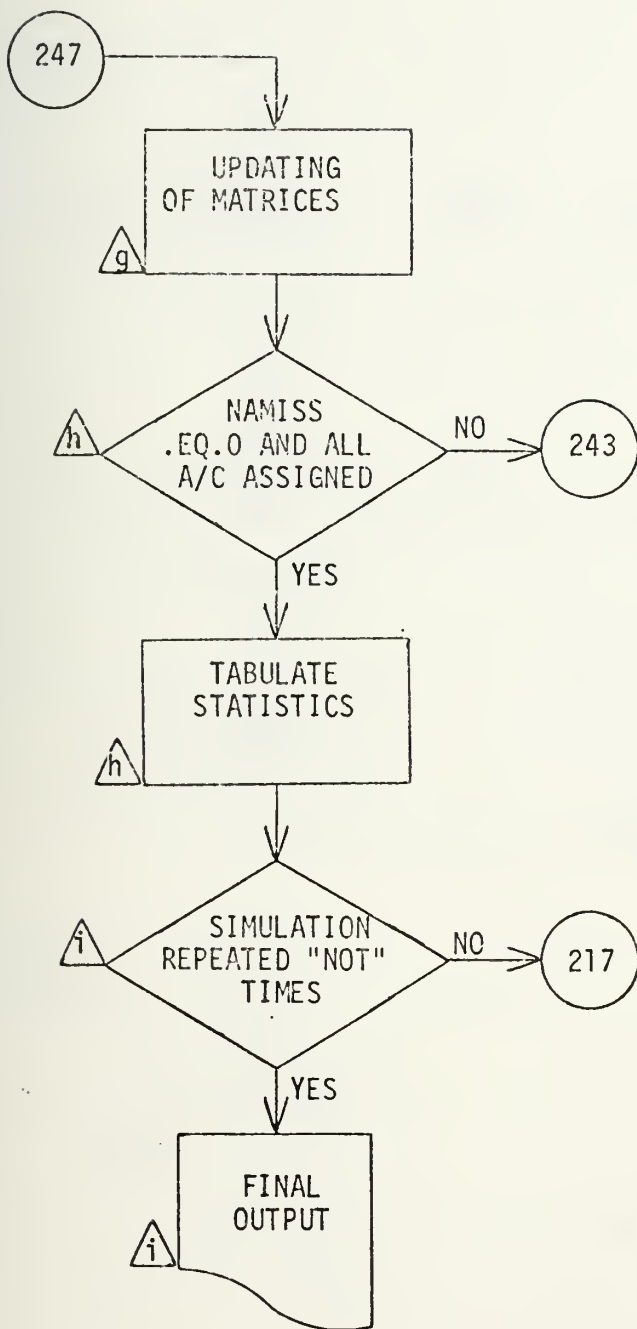 247
UPDATING
OF MATRICES
g
NAMISS
.EQ.0 AND ALL
A/C ASSIGNED
h
NO
243
YES
TABULATE
STATISTICS
h
SIMULATION
REPEATED "NOT"
TIMES
i
NO
217
YES
FINAL
OUTPUT
i